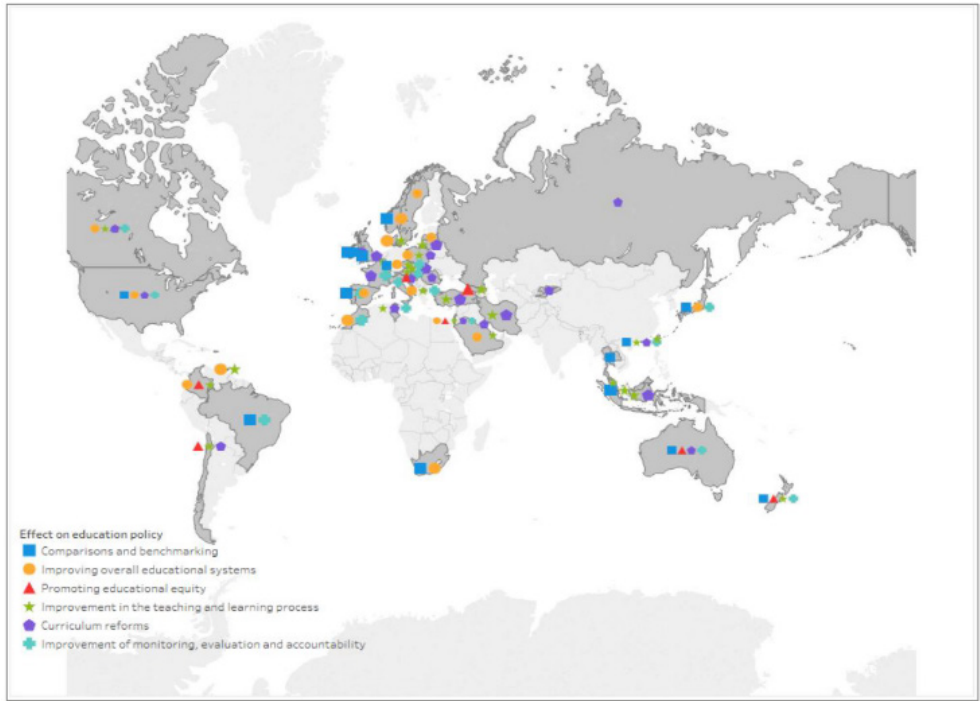 Effect on education policy
Comparisons and benchmarking
Improving overall educational systems
Promoting educational equity
Improvement in the teaching and learning process
Curriculum reforms
Improvement of monitoring, evaluation and accountability